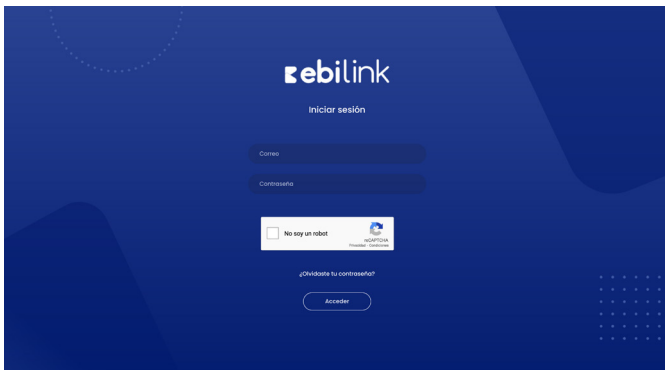 ebilink
Iniciar sesión
Correo
Contraseña
No soy un robot
reCAPTCHA
Privacidad - Condiciones
¿Olvidaste tu contraseña?
Acceder